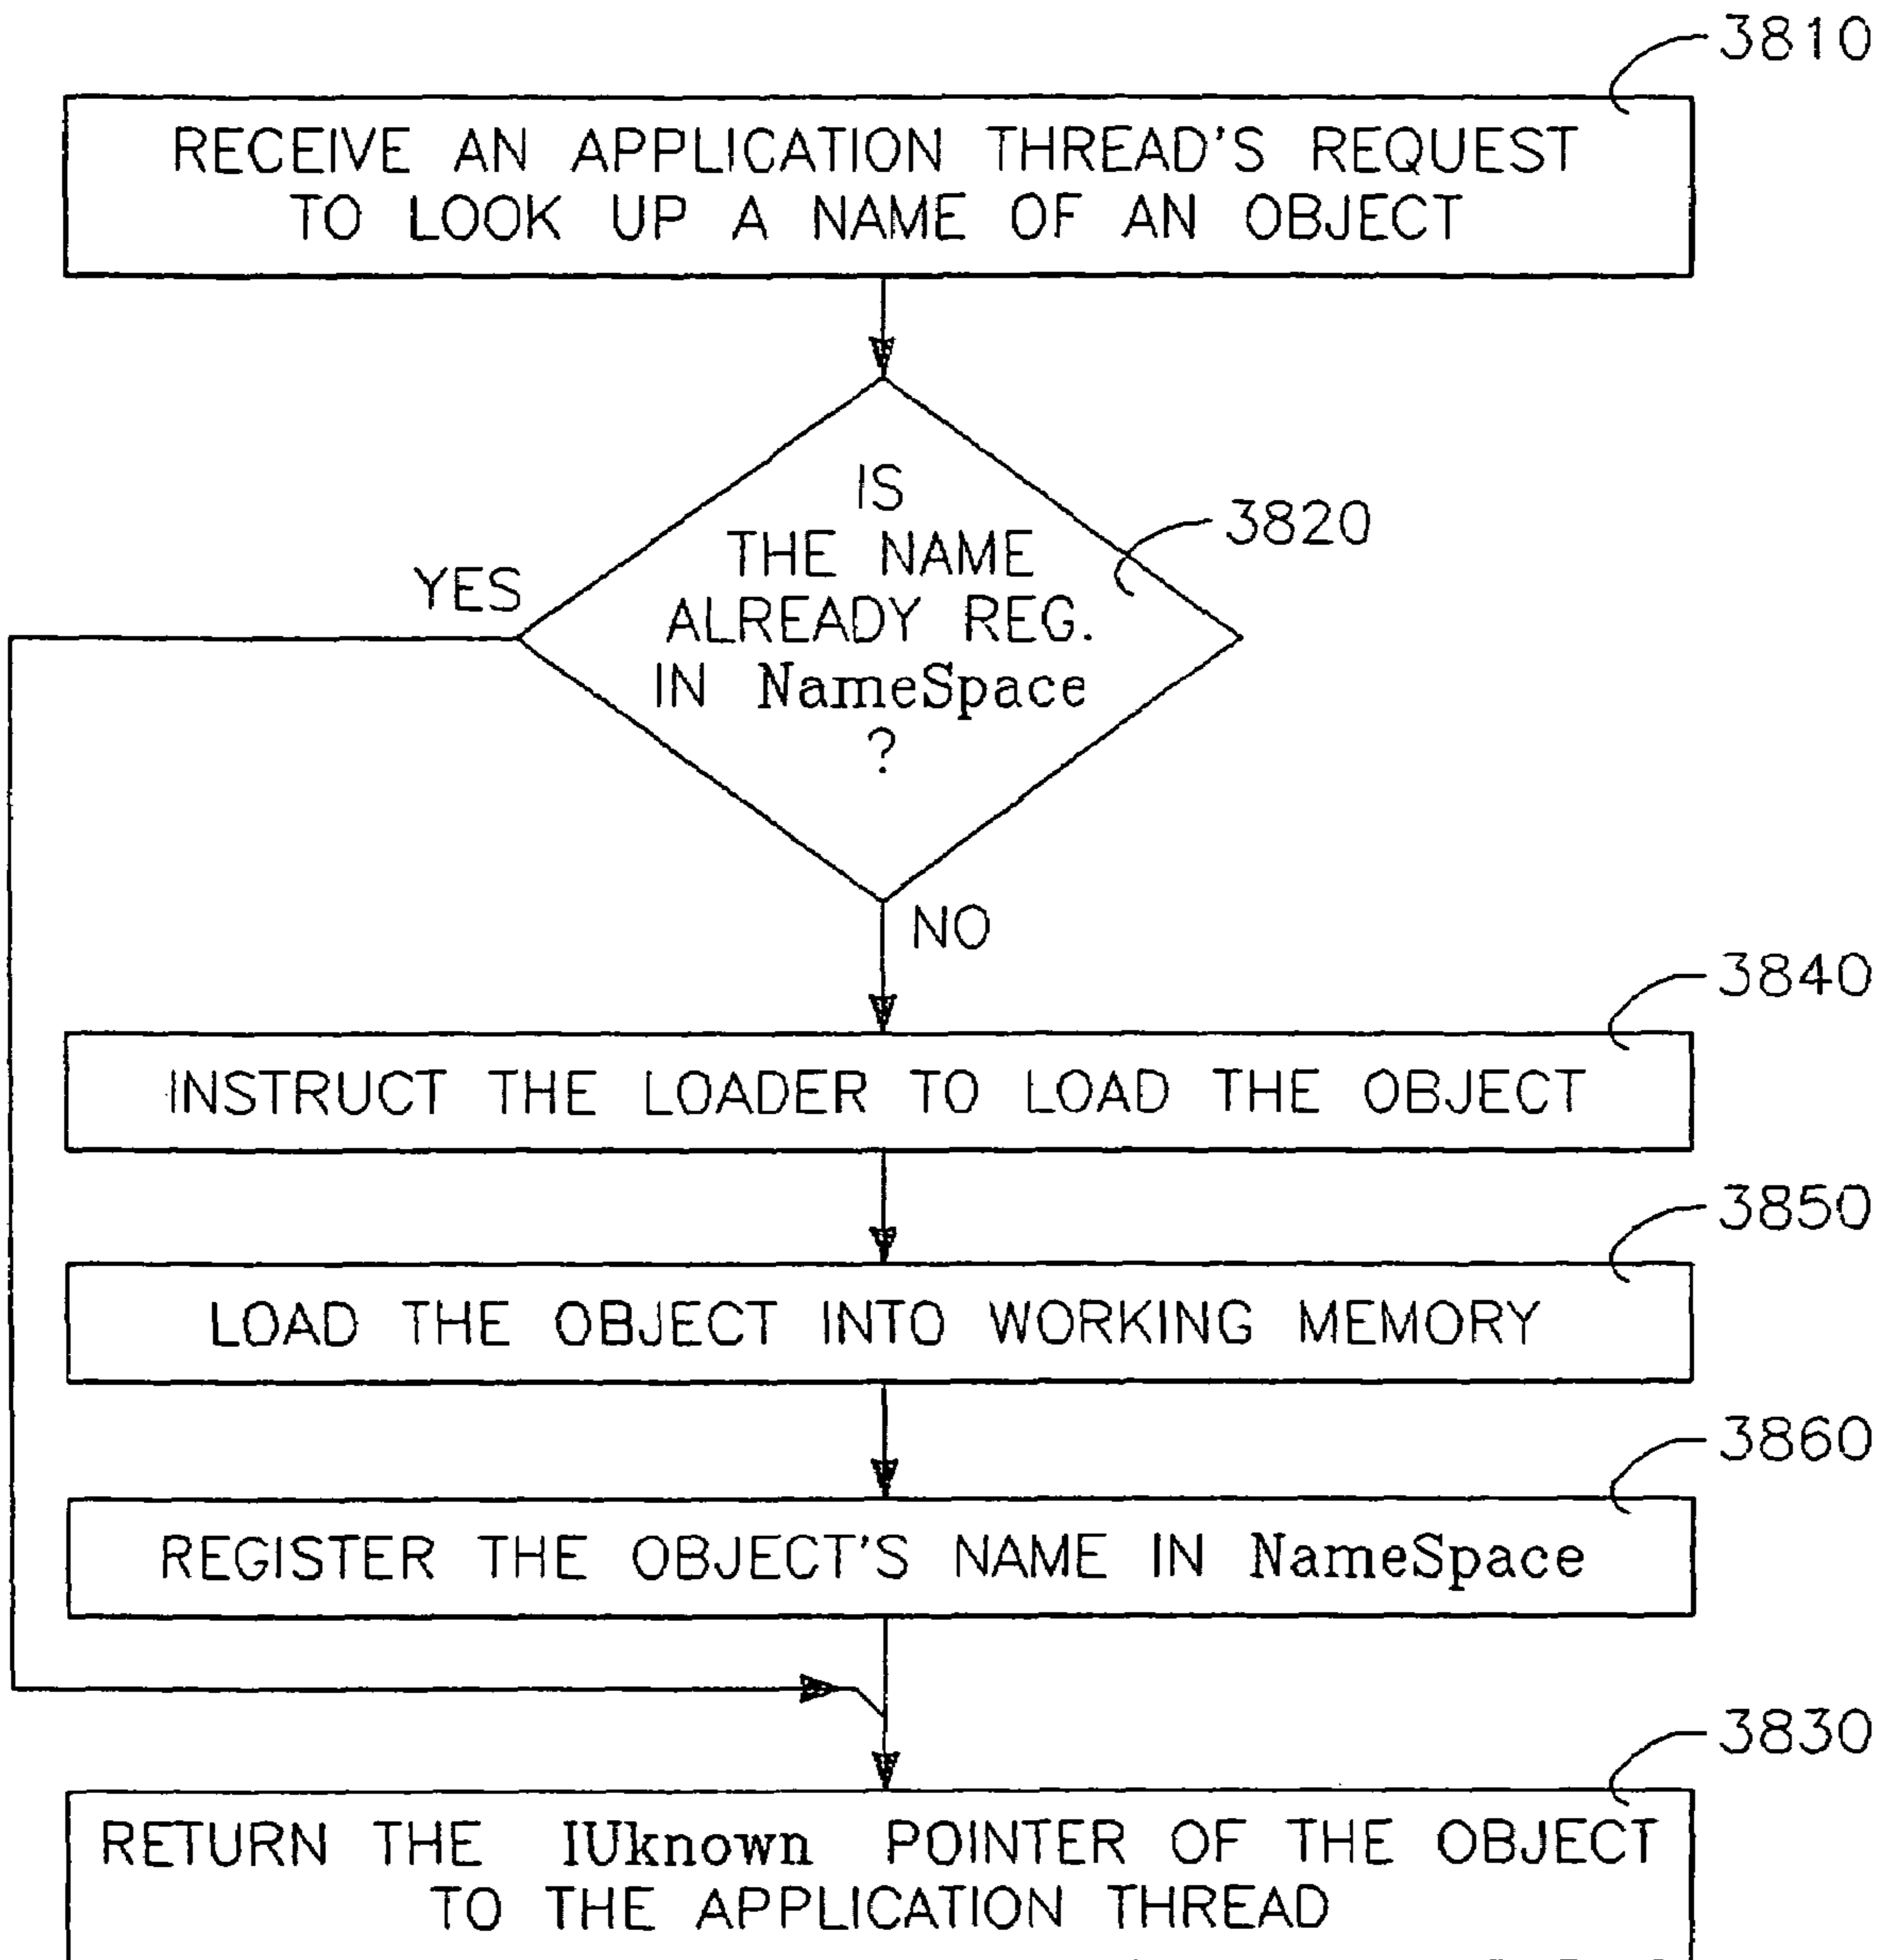 3810
RECEIVE AN APPLICATION THREAD'S REQUEST
TO LOOK UP A NAME OF AN OBJECT
IS
THE NAME
ALREADY REG.
IN NameSpace
?
3820
YES
NO
3840
INSTRUCT THE LOADER TO LOAD THE OBJECT
3850
LOAD THE OBJECT INTO WORKING MEMORY
3860
REGISTER THE OBJECT'S NAME IN NameSpace
3830
RETURN THE IUknown POINTER OF THE OBJECT
TO THE APPLICATION THREAD